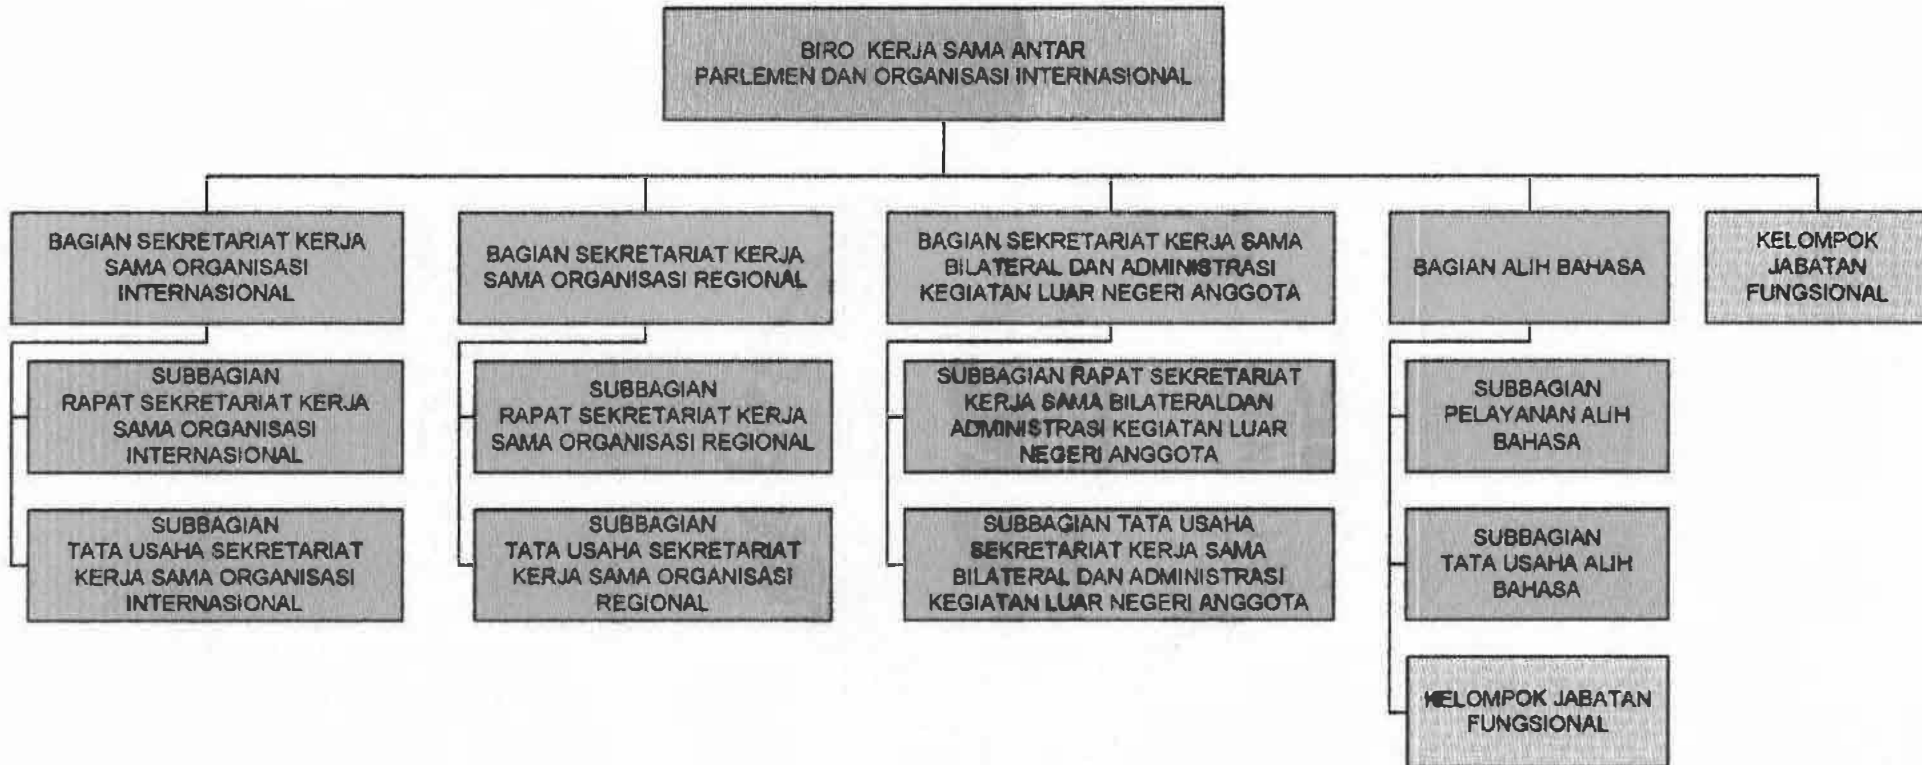 BIRO KERJA SAMA ANTAR
PARLEMEN DAN ORGANISASI INTERNASIONAL
BAGIAN SEKRETARIAT KERJA
SAMA ORGANISASI
INTERNASIONAL
BAGIAN SEKRETARIAT KERJA
SAMA ORGANISASI REGIONAL
BAGIAN SEKRETARIAT KERJA SAMA
BILATERAL DAN ADMINISTRASI
KEGIATAN LUAR NEGERI ANGGOTA
BAGIAN ALIH BAHASA
KELOMPOK
JABATAN
FUNGSIONAL
SUBBAGIAN
RAPAT SEKRETARIAT KERJA
SAMA ORGANISASI
INTERNASIONAL
SUBBAGIAN
RAPAT SEKRETARIAT KERJA
SAMA ORGANISASI REGIONAL
SUBBAGIAN RAPAT SEKRETARIAT
KERJA SAMA BILATERALDAN
ADMINISTRASI KEGIATAN LUAR
NEGERI ANGGOTA
SUBBAGIAN
PELAYANAN ALIH
BAHASA
SUBBAGIAN
TATA USAHA SEKRETARIAT
KERJA SAMA ORGANISASI
INTERNASIONAL
SUBBAGIAN
TATA USAHA SEKRETARIAT
KERJA SAMA ORGANISASI
REGIONAL
SUBBAGIAN TATA USAHA
SEKRETARIAT KERJA SAMA
BILATERAL DAN ADMINISTRASI
KEGIATAN LUAR NEGERI ANGGOTA
SUBBAGIAN
TATA USAHA ALIH
BAHASA
KELOMPOK JABATAN
FUNGSIONAL